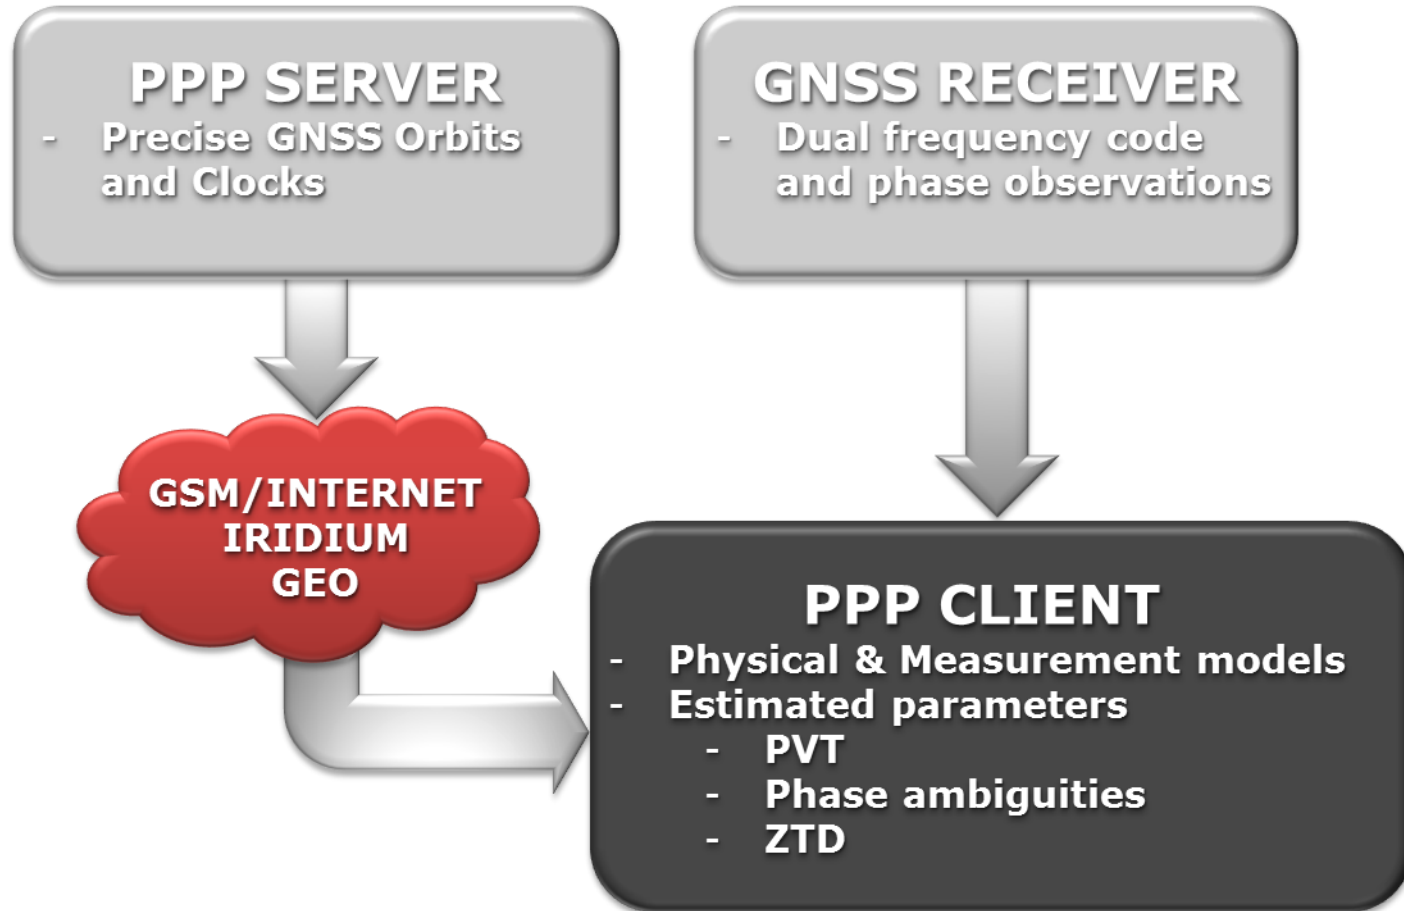 PPP SERVER
- Precise GNSS Orbits
and Clocks
GNSS RECEIVER
- Dual frequency code
and phase observations
GSM/INTERNET
IRIDIUM
GEO
PPP CLIENT
- Physical & Measurement models
- Estimated parameters
- PVT
- Phase ambiguities
- ZTD